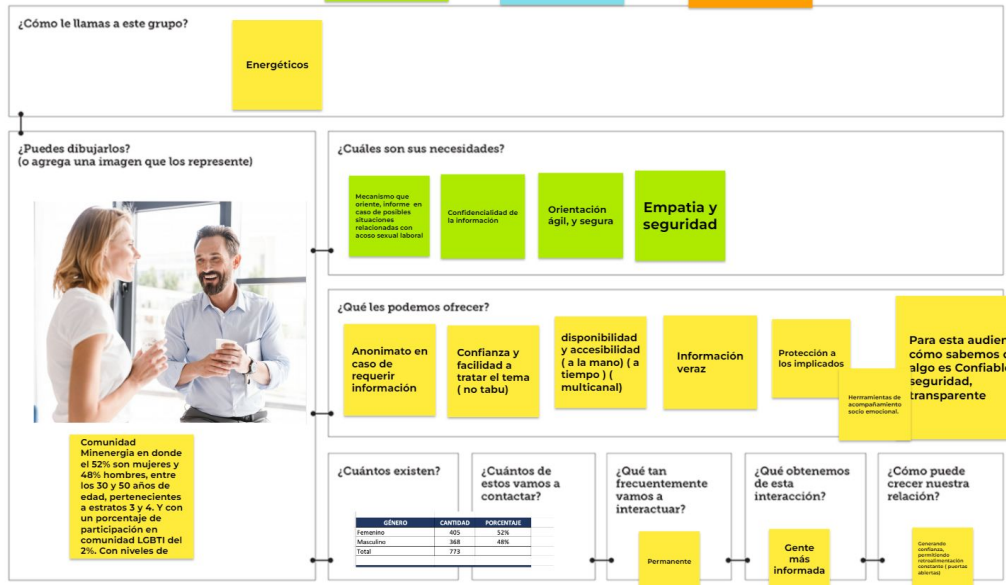 ¿Cómo le llamas a este grupo?
Energéticos
¿Puedes dibujarlos?
(o agrega una imagen que los represente)
Comunidad
Minenergia en donde
el 52% son mujeres y
48% hombres, entre
los 30 y 50 años de
edad, pertenecientes
a estratos 3 y 4. Y con
un porcentaje de
participación en
comunidad LGBTI del
2%. Con niveles de
¿Cuáles son sus necesidades?
Mecanismo que
oriente, informe en
caso de posibles
situaciones
relacionadas con
acoso sexual laboral
Confidencialidad de
la información
Orientación
ágil, y segura
Empatia y
seguridad
¿Qué les podemos ofrecer?
Anonimato en
caso de
requerir
información
Confianza y
facilidad a
tratar el tema
( no tabu)
disponibilidad
y accesibilidad
( a la mano) ( a
tiempo ) (
multicanal)
Información
veraz
Protección a
los implicados
Herrramientas de
acompañamiento
socio emocional.
Para esta audien
cómo sabemos
algo es Confiabl
seguridad,
transparente
¿Cuántos existen?
GÉNERO CANTIDAD PORCENTAJE
Femenino 405 52%
Masculino 368 48%
Total 773
¿Cuántos de
estos vamos a
contactar?
¿Qué tan
frecuentemente
vamos a
interactuar?
Permanente
¿Qué obtenemos
de esta
interacción?
Gente
más
informada
¿Cómo puede
crecer nuestra
relación?
Generando
confianza,
permitiendo
retroalimentación
constante ( puertas
abiertas)